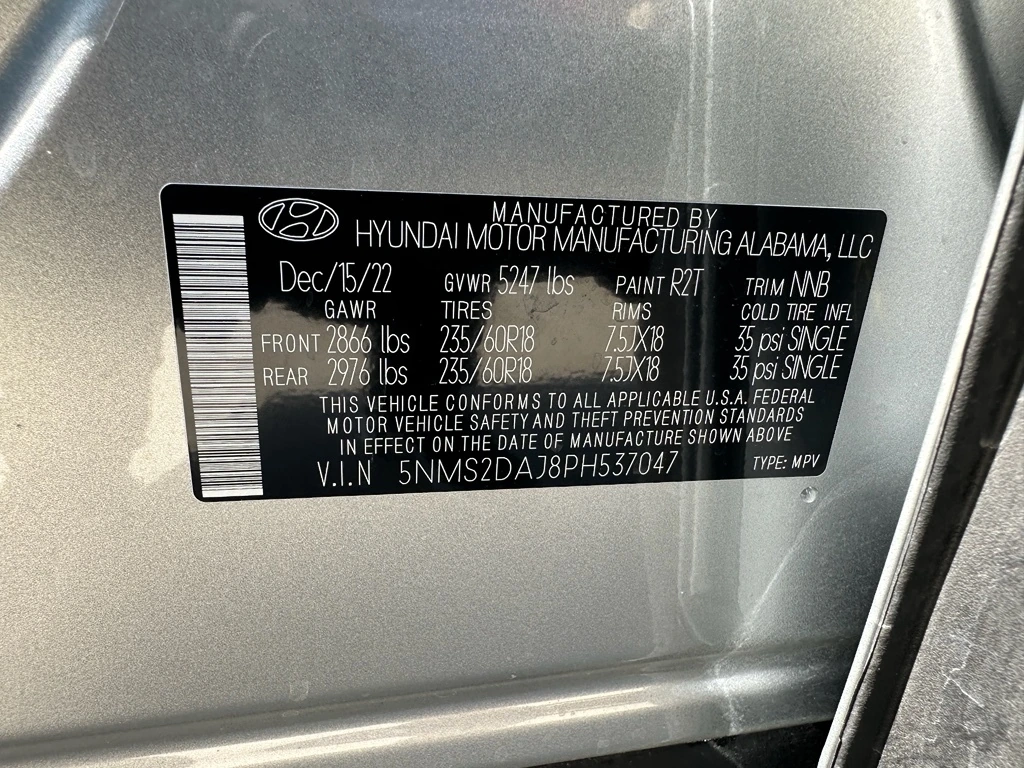 MANUFACTURED BY
HYUNDAI MOTOR MANUFACTURING ALABAMA, LLC
Dec/15/22 GVWR 5247 lbs PAINT R2T TRIM NNB
GAWR TIRES RIMS COLD TIRE INFL
FRONT 2866 lbs 235/60R18 7.5JX18 35 psi SINGLE
REAR 2976 lbs 235/60R18 7.5JX18 35 psi SINGLE
THIS VEHICLE CONFORMS TO ALL APPLICABLE U.S.A. FEDERAL
MOTOR VEHICLE SAFETY AND THEFT PREVENTION STANDARDS
IN EFFECT ON THE DATE OF MANUFACTURE SHOWN ABOVE
V.I.N 5NMS2DAJ8PH537047 TYPE: MPV